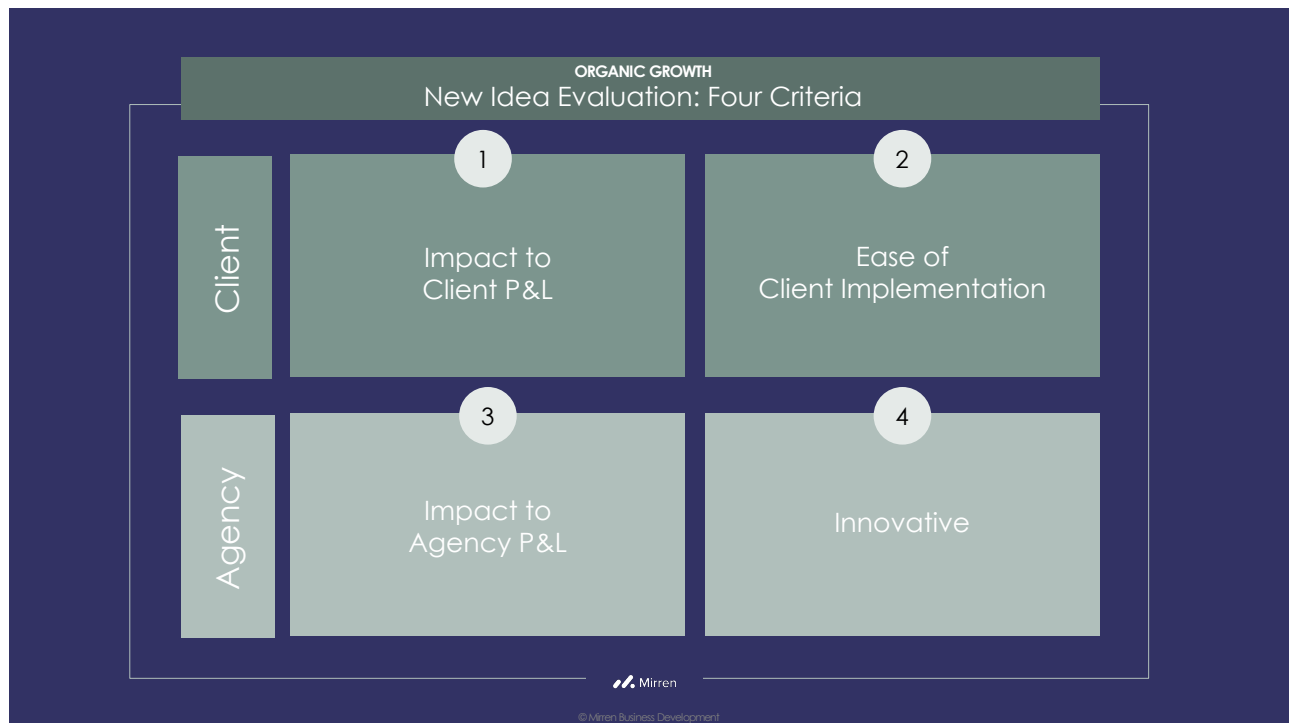 ORGANIC GROWTH
New Idea Evaluation: Four Criteria
Client
1
Impact to
Client P&L
2
Ease of
Client Implementation
Agency
3
Impact to
Agency P&L
4
Innovative
Mirren
© Mirren Business Development